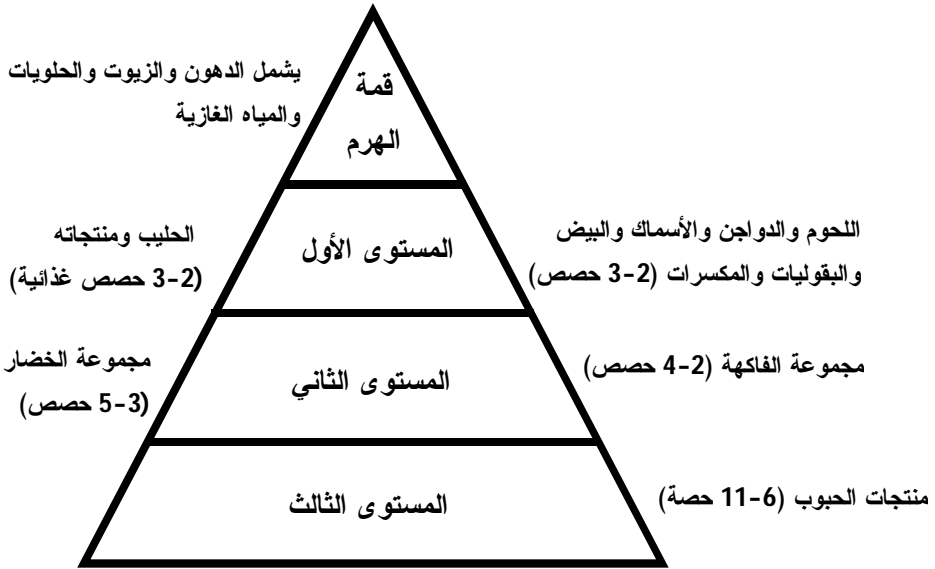 يشمل الدهون والزيوت والحلويات
والمياه الغازية
قمة
الهرم
اللحوم والدواجن والأسماك والبيض
والبقوليات والمكسرات (2-3 حصص)
المستوى الأول
الحليب ومنتجاته
(2-3 حصص غذائية)
مجموعة الفاكهة (2-4 حصص)
المستوى الثاني
مجموعة الخضار
(3-5 حصص)
منتجات الحبوب (6-11 حصة)
المستوى الثالث